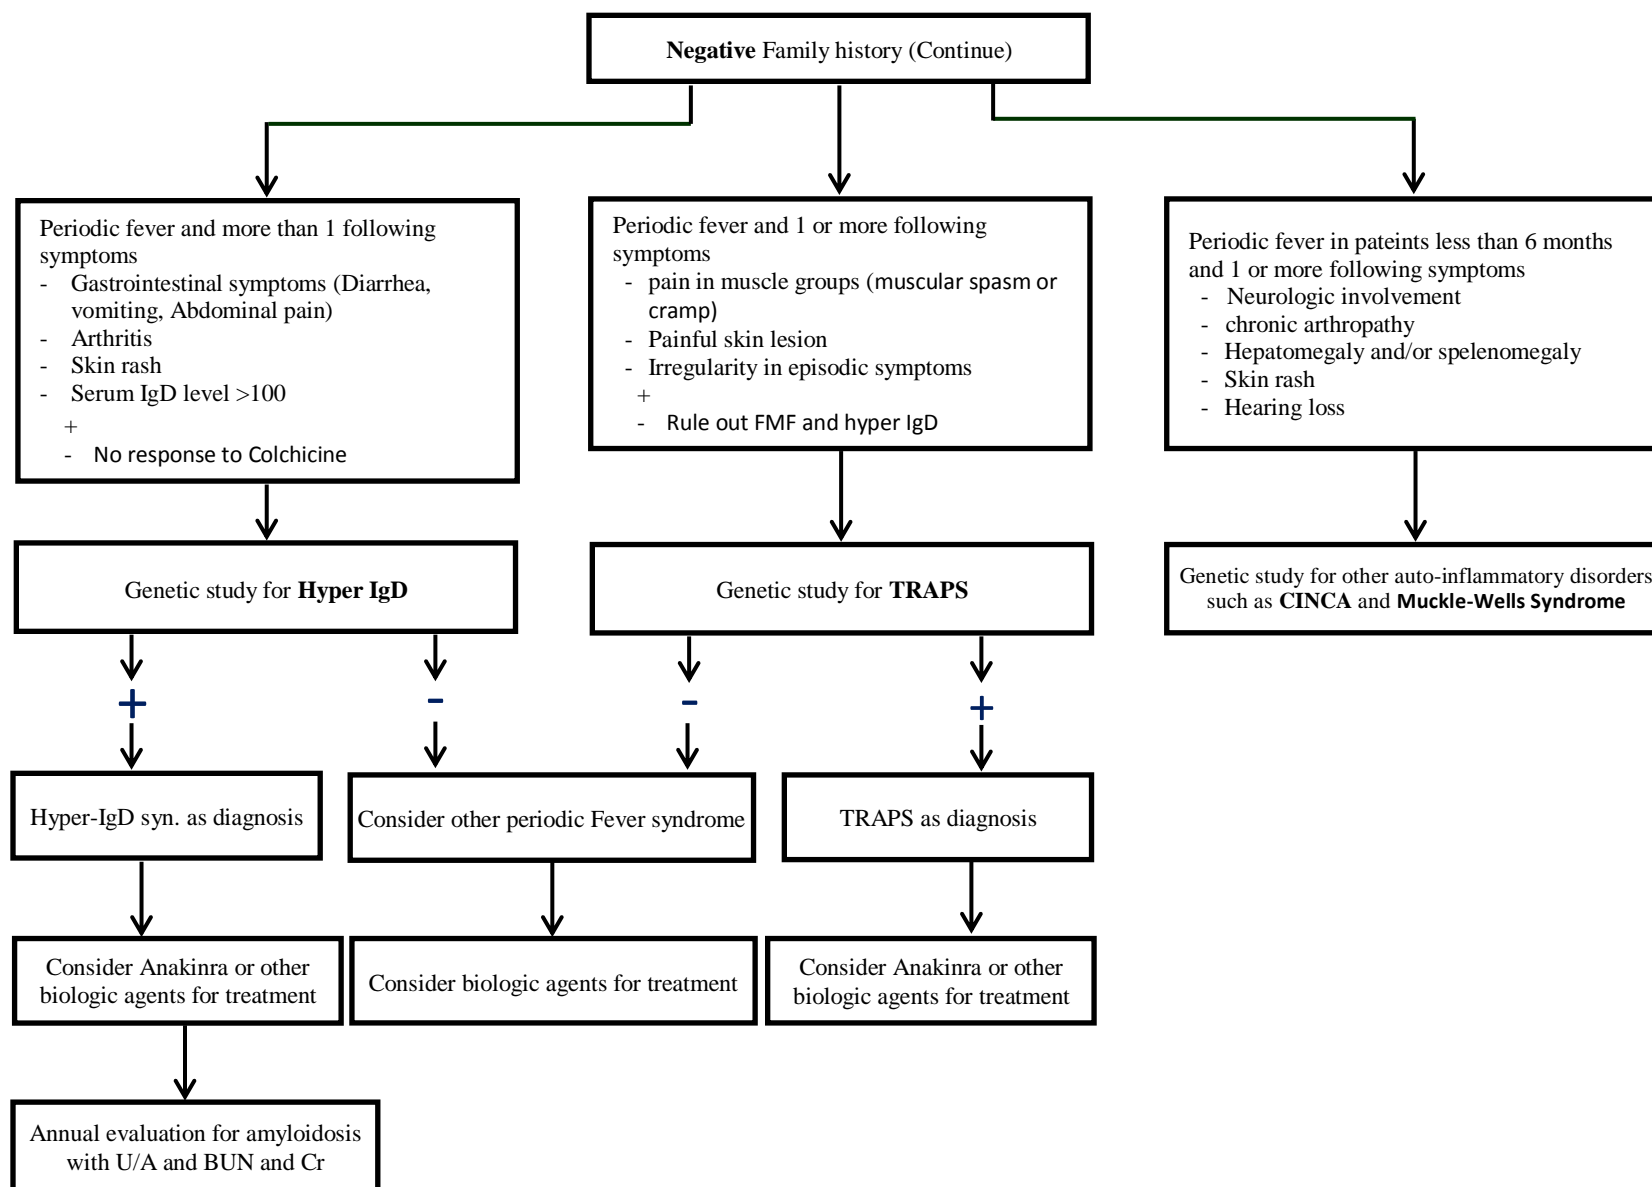 Negative Family history (Continue)
Periodic fever and more than 1 following
symptoms
- Gastrointestinal symptoms (Diarrhea,
vomiting, Abdominal pain)
- Arthritis
- Skin rash
- Serum IgD level >100
+
- No response to Colchicine
Periodic fever and 1 or more following
symptoms
- pain in muscle groups (muscular spasm or
cramp)
- Painful skin lesion
- Irregularity in episodic symptoms
+
- Rule out FMF and hyper IgD
Periodic fever in pateints less than 6 months
and 1 or more following symptoms
- Neurologic involvement
- chronic arthropathy
- Hepatomegaly and/or spelenomegaly
- Skin rash
- Hearing loss
Genetic study for Hyper IgD
Genetic study for TRAPS
Genetic study for other auto-inflammatory disorders
such as CINCA and Muckle-Wells Syndrome
+
-
-
+
Hyper-IgD syn. as diagnosis
Consider other periodic Fever syndrome
TRAPS as diagnosis
Consider Anakinra or other
biologic agents for treatment
Consider biologic agents for treatment
Consider Anakinra or other
biologic agents for treatment
Annual evaluation for amyloidosis
with U/A and BUN and Cr